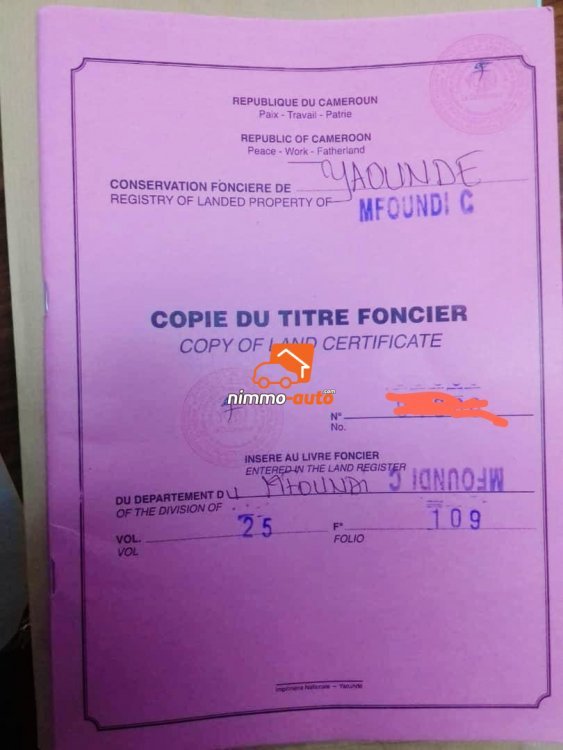 REPUBLIQUE DU CAMEROUN
Paix - Travail - Patrie
REPUBLIC OF CAMEROON
Peace - Work - Fatherland
CONSERVATION FONCIERE DE YAOUNDE
REGISTRY OF LANDED PROPERTY OF MFOUNDI C
COPIE DU TITRE FONCIER
COPY OF LAND CERTIFICATE
nimmo-auto.com
N°
No.
INSERE AU LIVRE FONCIER
ENTERED IN THE LAND REGISTER
DU DEPARTEMENT DU MFOUNDI MFOUNDI C
OF THE DIVISION OF
VOL. 25 F° 109
VOL FOLIO
Imprimerie Nationale - Yaoundé